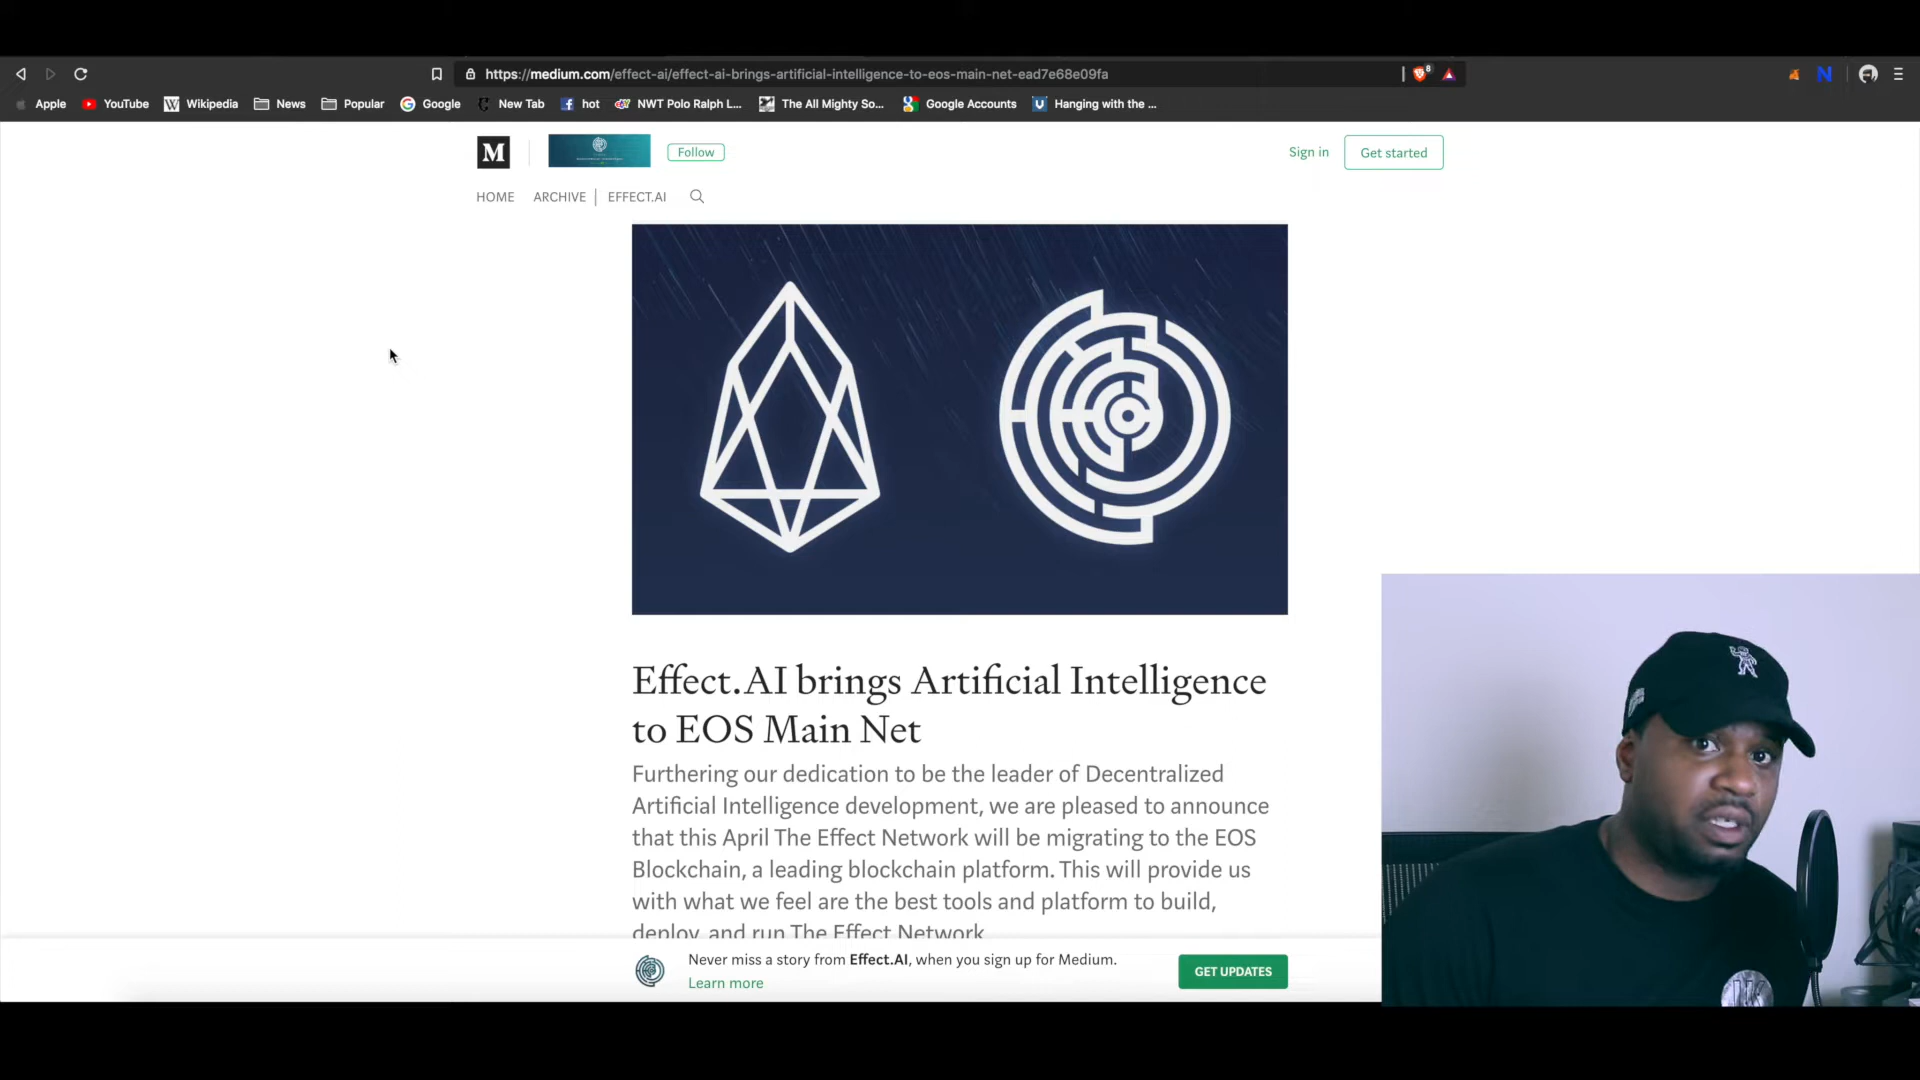 https://medium.com/effect-ai/effect-ai-brings-artificial-intelligence-to-eos-main-net-ead7e68e09fa
8
Apple YouTube Wikipedia News Popular Google New Tab hot NWT Polo Ralph L... The All Mighty So... Google Accounts Hanging with the ...
M Follow Sign in Get started
HOME ARCHIVE EFFECT.AI
Effect.AI brings Artificial Intelligence
to EOS Main Net
Furthering our dedication to be the leader of Decentralized
Artificial Intelligence development, we are pleased to announce
that this April The Effect Network will be migrating to the EOS
Blockchain, a leading blockchain platform. This will provide us
with what we feel are the best tools and platform to build,
deploy, and run The Effect Network
Never miss a story from Effect.AI, when you sign up for Medium.
Learn more
GET UPDATES